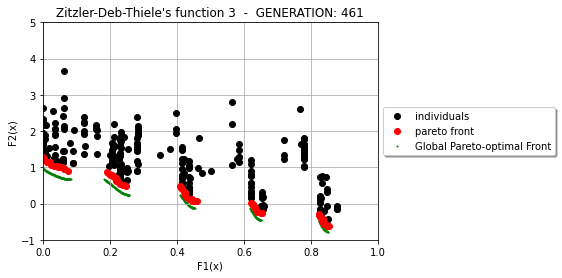 Zitzler-Deb-Thiele's function 3  -  GENERATION: 461
5
4
3
2
1
0
−1
F2(x)
0.0 0.2 0.4 0.6 0.8 1.0
F1(x)
individuals
pareto front
Global Pareto-optimal Front